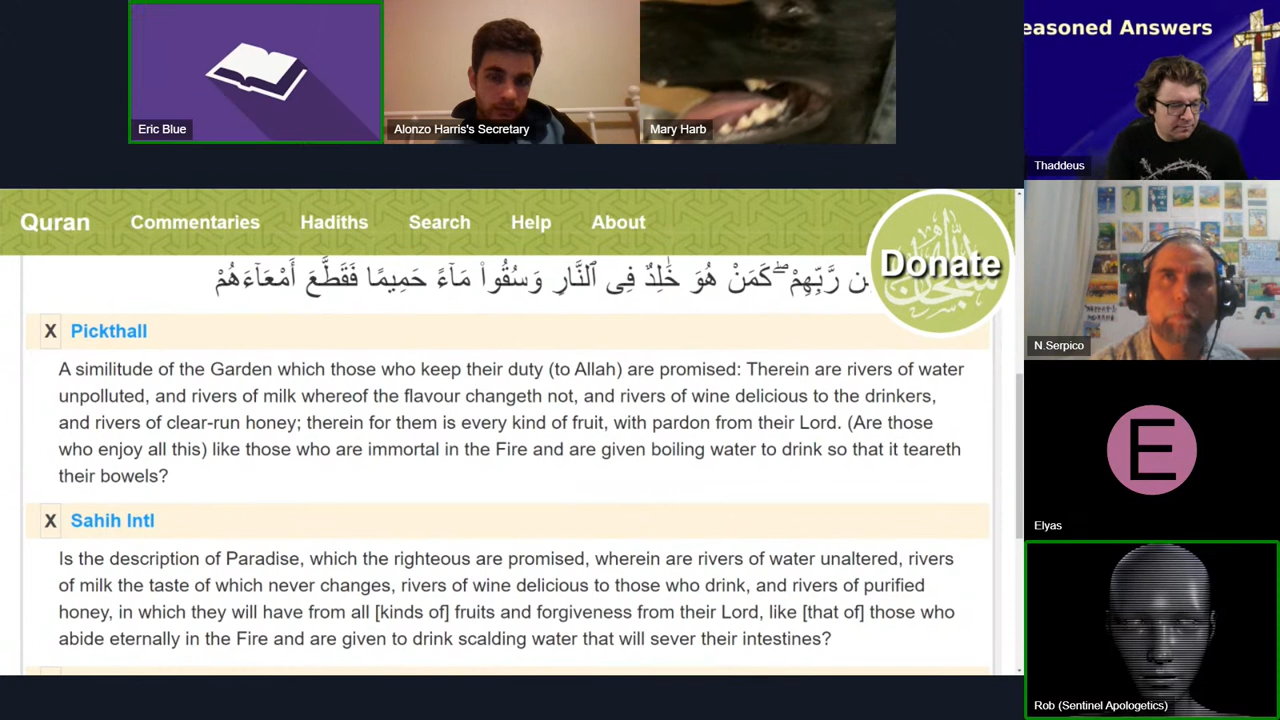 easoned Answers
Eric Blue
Alonzo Harris's Secretary
Mary Harb
Thaddeus
Quran Commentaries Hadiths Search Help About
Donate
رَّبِّهِمْ ۖ كَمَنْ هُوَ خَٰلِدٌ فِى ٱلنَّارِ وَسُقُوا۟ مَآءً حَمِيمًا فَقَطَّعَ أَمْعَآءَهُمْ
X Pickthall
A similitude of the Garden which those who keep their duty (to Allah) are promised: Therein are rivers of water
unpolluted, and rivers of milk whereof the flavour changeth not, and rivers of wine delicious to the drinkers,
and rivers of clear-run honey; therein for them is every kind of fruit, with pardon from their Lord. (Are those
who enjoy all this) like those who are immortal in the Fire and are given boiling water to drink so that it teareth
their bowels?
X Sahih Intl
Is the description of Paradise, which the righteous are promised, wherein are rivers of water unaltered, rivers
of milk the taste of which never changes, rivers of wine delicious to those who drink, and rivers of purified
honey, in which they will have from all [kinds of] fruits and forgiveness from their Lord, like [that of] those who
abide eternally in the Fire and are given to drink scalding water that will sever their intestines?
N.Serpico
E
Elyas
Rob (Sentinel Apologetics)